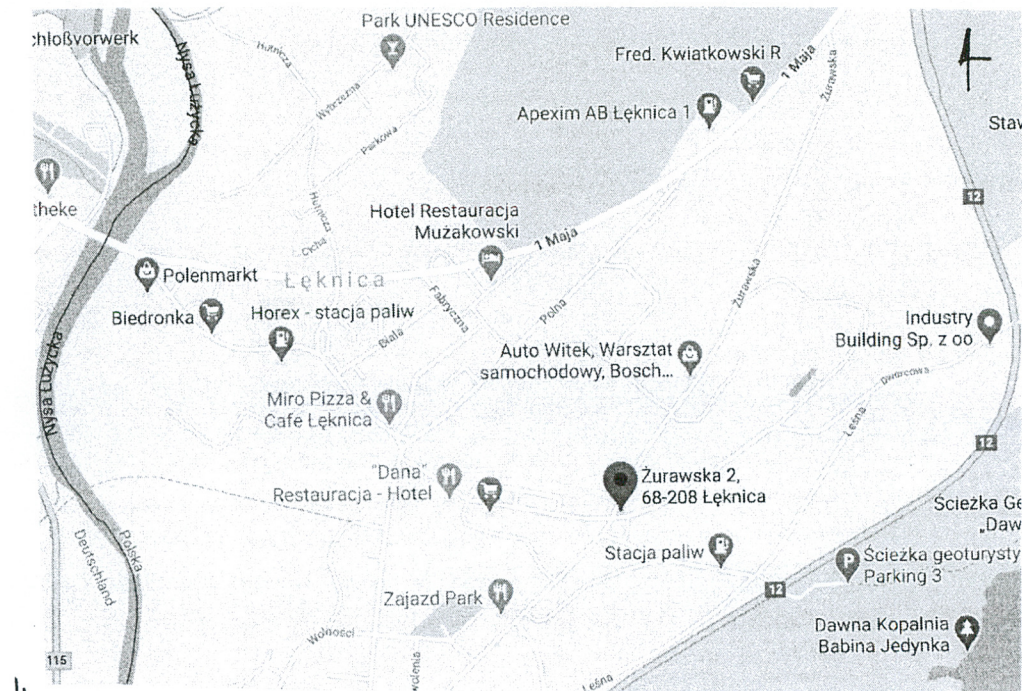 Park UNESCO Residence
chloßvorwerk
Nysa Łużycka
Hutnicza
Fred. Kwiatkowski R
1 Maja
Żurawska
Wybrzeżna
Apexim AB Łęknica 1
Parkowa
Staw
12
theke
Hutnicza
Hotel Restauracja
Mużakowski
1 Maja
Cicha
Polenmarkt
Łęknica
Żurawska
Fabryczna
Polna
Biedronka
Horex - stacja paliw
Biała
Industry
Building Sp. z oo
Auto Witek, Warsztat
samochodowy, Bosch...
Nysa Łużycka
Dworcowa
Miro Pizza &
Cafe Łęknica
Leśna
12
"Dana"
Restauracja - Hotel
Żurawska 2,
68-208 Łęknica
Ścieżka Ge
„Daw
Polska
Deutschland
Stacja paliw
Ścieżka geoturysty
Parking 3
P
12
Zajazd Park
Dawna Kopalnia
Babina Jedynka
Wolności
115
wolenia
Leśna
1.